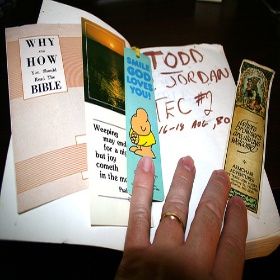 WHY
AND
HOW
You Should
Read The
BIBLE
Weeping
may end
for a ni
but joy
cometh
in the m
Psal
SMILE
GOD
LOVES
YOU!
TODD
JORDAN
TEC #2
16-18 AUG, 80